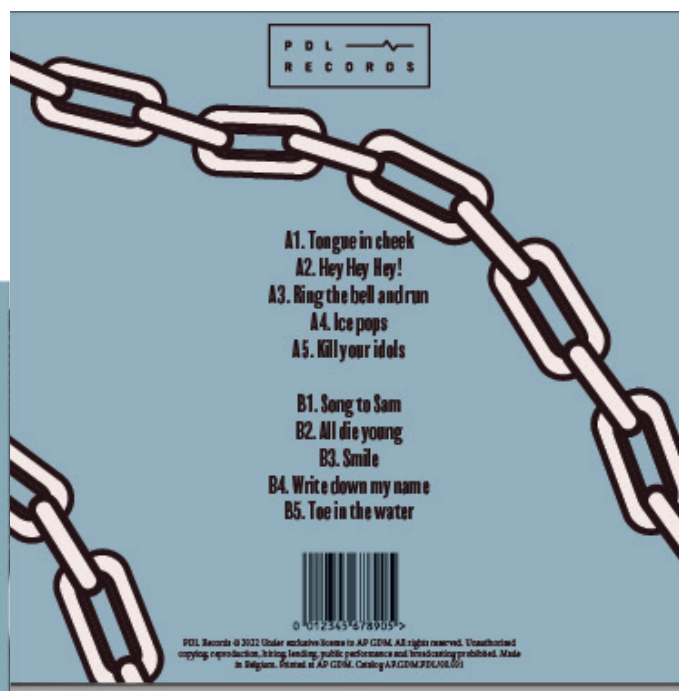 PDL
RECORDS
A1. Tongue in cheek
A2. Hey Hey Hey!
A3. Ring the bell and run
A4. Ice pops
A5. Kill your idols
B1. Song to Sam
B2. All die young
B3. Smile
B4. Write down my name
B5. Toe in the water
0 012345 678905 >
PDL Records © 2022 Under exclusive license to AP GDM. All rights reserved. Unauthorized
copying, reproduction, hiring, lending, public performance and broadcasting prohibited. Made
in Belgium. Printed at AP GDM. Catalog